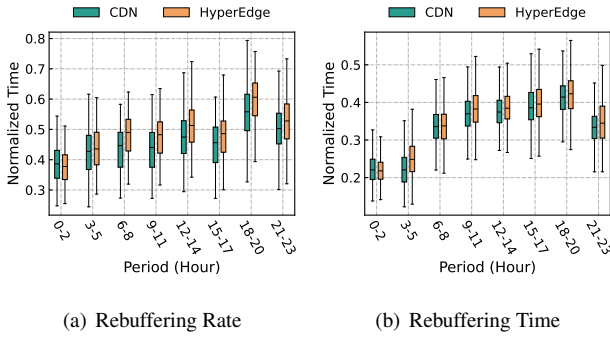 CDN HyperEdge
0.8
0.7
0.6
0.5
0.4
0.3
Normalized Time
0-2 3-5 6-8 9-11 12-14 15-17 18-20 21-23
Period (Hour)
(a) Rebuffering Rate
CDN HyperEdge
0.5
0.4
0.3
0.2
Normalized Time
0-2 3-5 6-8 9-11 12-14 15-17 18-20 21-23
Period (Hour)
(b) Rebuffering Time